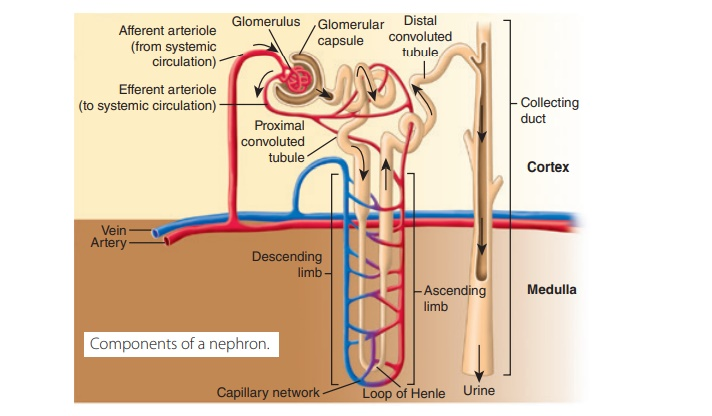 Afferent arteriole
(from systemic
circulation)
Glomerulus
Glomerular
capsule
Distal
convoluted
tubule
Efferent arteriole
(to systemic circulation)
Proximal
convoluted
tubule
Collecting
duct
Cortex
Vein
Artery
Descending
limb
Ascending
limb
Medulla
Components of a nephron.
Capillary network
Loop of Henle
Urine